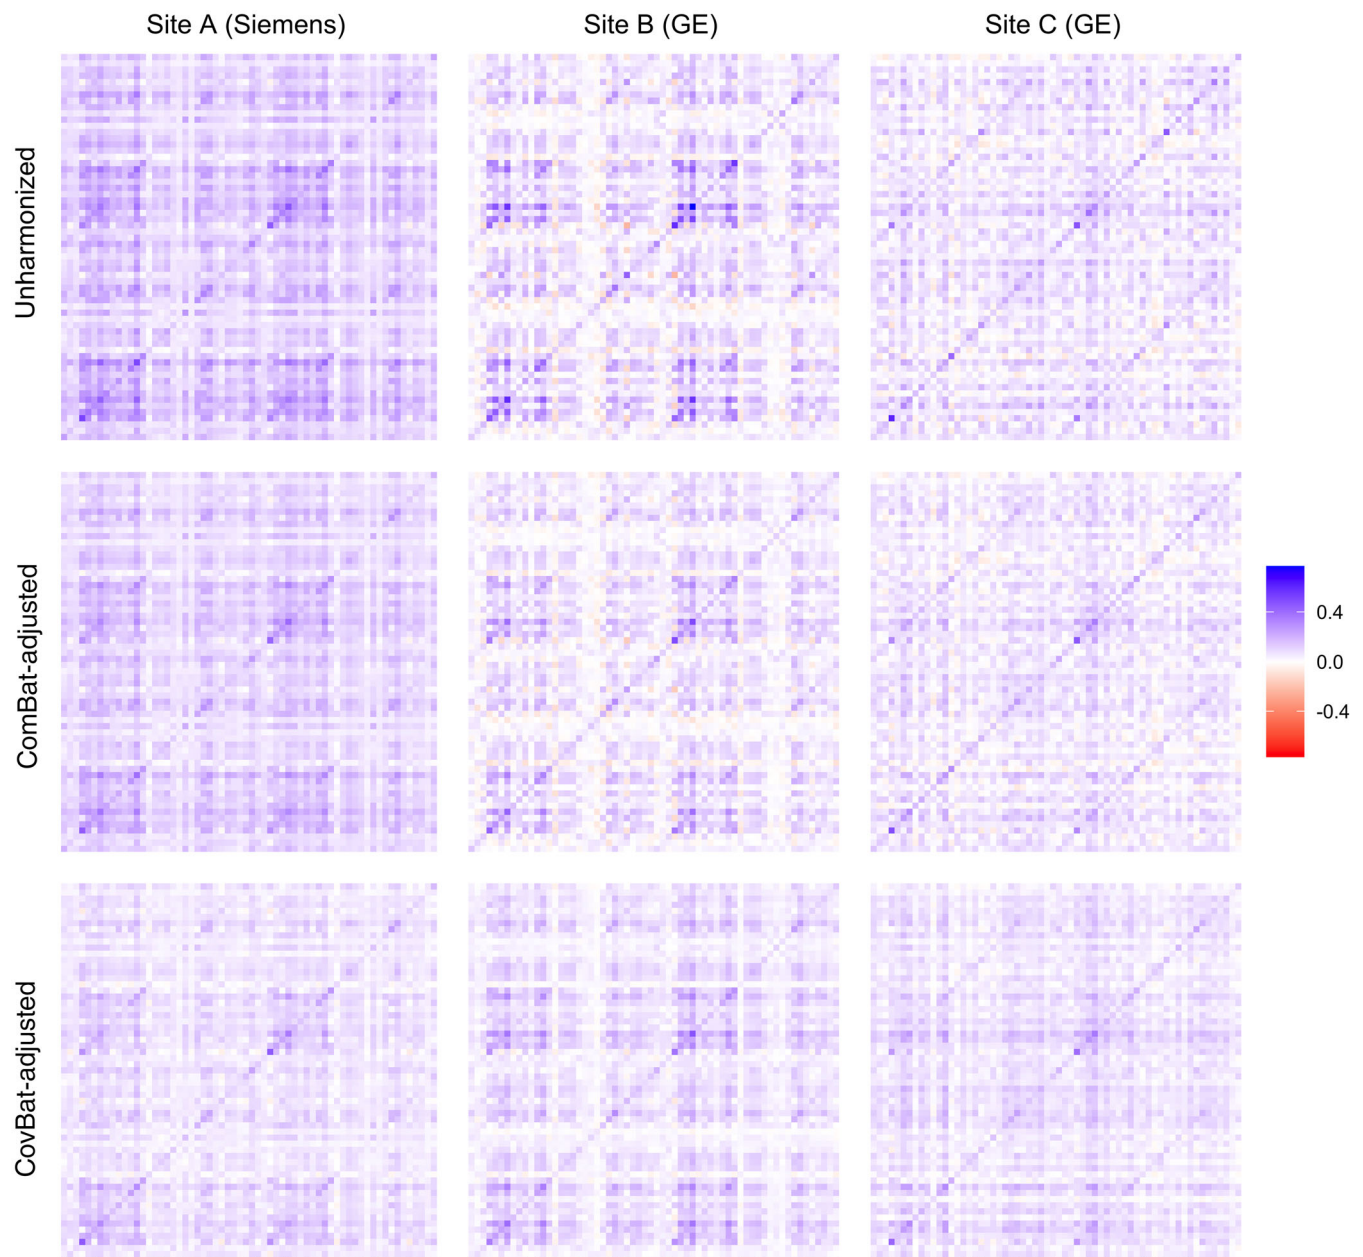 Site A (Siemens)
Site B (GE)
Site C (GE)
Unharmonized
ComBat-adjusted
CovBat-adjusted
0.4
0.0
-0.4